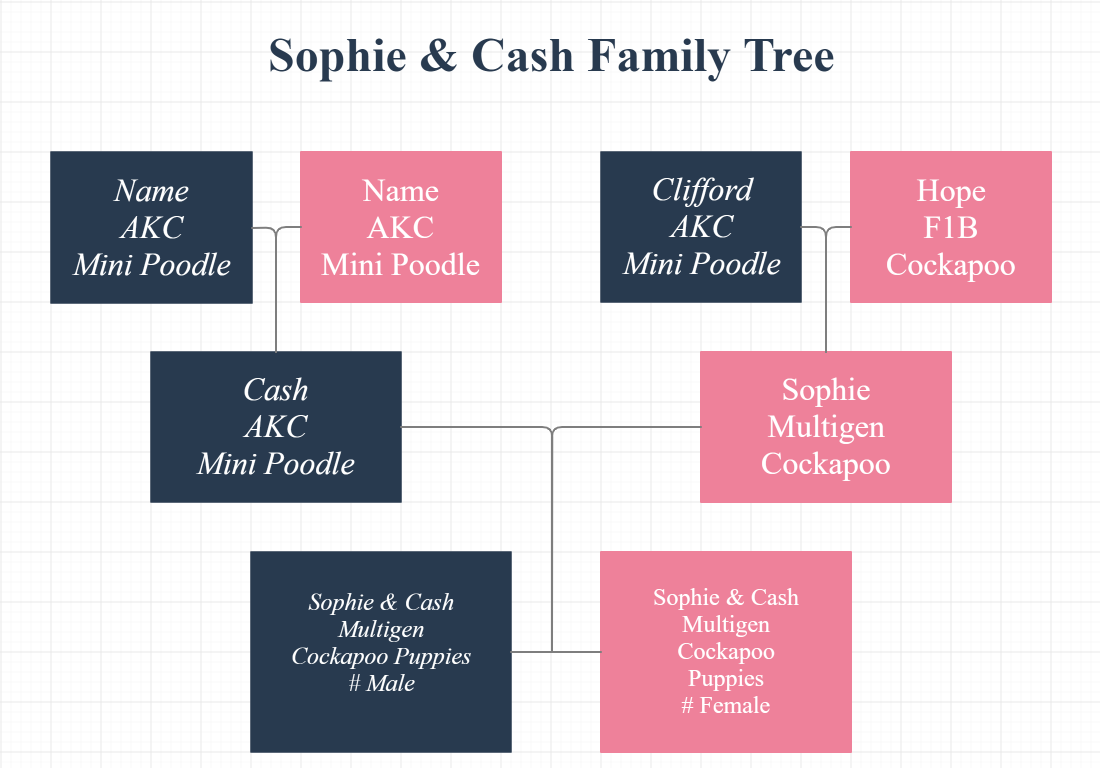 Sophie & Cash Family Tree
Name
AKC
Mini Poodle
Name
AKC
Mini Poodle
Clifford
AKC
Mini Poodle
Hope
F1B
Cockapoo
Cash
AKC
Mini Poodle
Sophie
Multigen
Cockapoo
Sophie & Cash
Multigen
Cockapoo Puppies
# Male
Sophie & Cash
Multigen
Cockapoo
Puppies
# Female